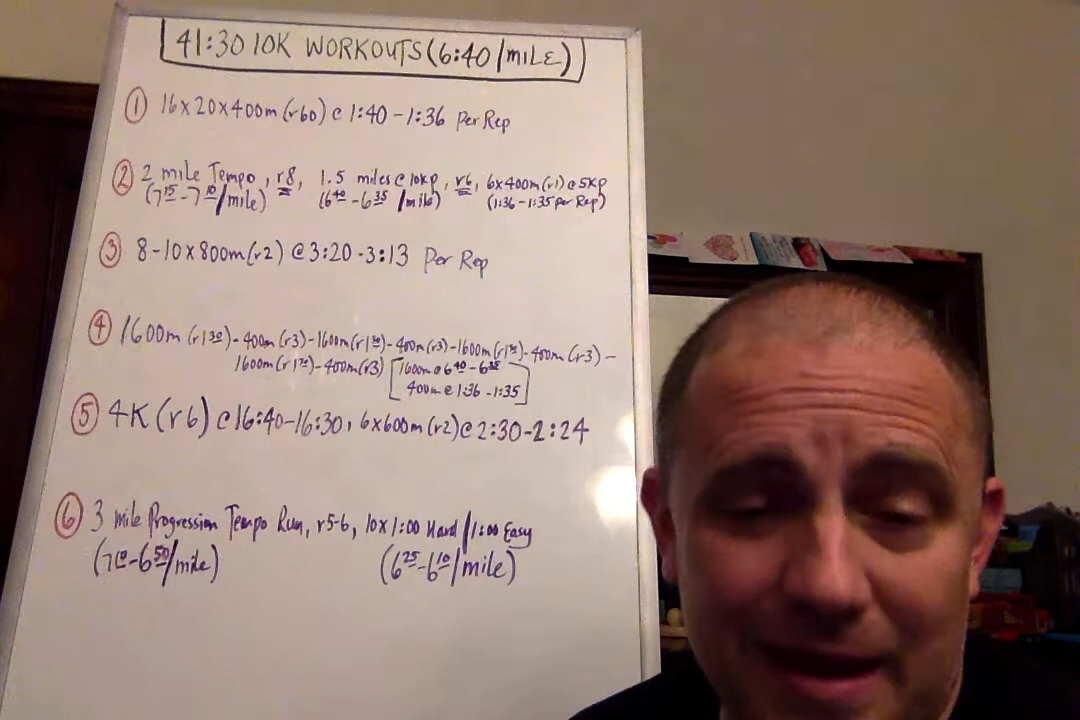 41:30 10K WORKOUTS (6:40/MILE)
① 16x20x400m (r60) @ 1:40-1:36 Per Rep
② 2 mile Tempo, r8, 1.5 miles @ 10KP, r6, 6x400m (r1) @ 5KP
(7:15-7:10/mile) (6:40-6:35/mile) (1:36-1:35 per Rep)
③ 8-10x800m (r2) @ 3:20-3:13 Per Rep
④ 1600m (r1:30)-400m (r3)-1600m (r1:30)-400m (r3)-1600m (r1:30)-400m (r3)-
1600m (r1:30)-400m (r3) [1600m @ 6:40-6:35
400m @ 1:36-1:35]
⑤ 4K (r6) @ 16:40-16:30, 6x600m (r2) @ 2:30-2:24
⑥ 3 mile Progression Tempo Run, r5-6, 10x1:00 Hard/1:00 Easy
(7:10-6:50/mile) (6:25-6:10/mile)